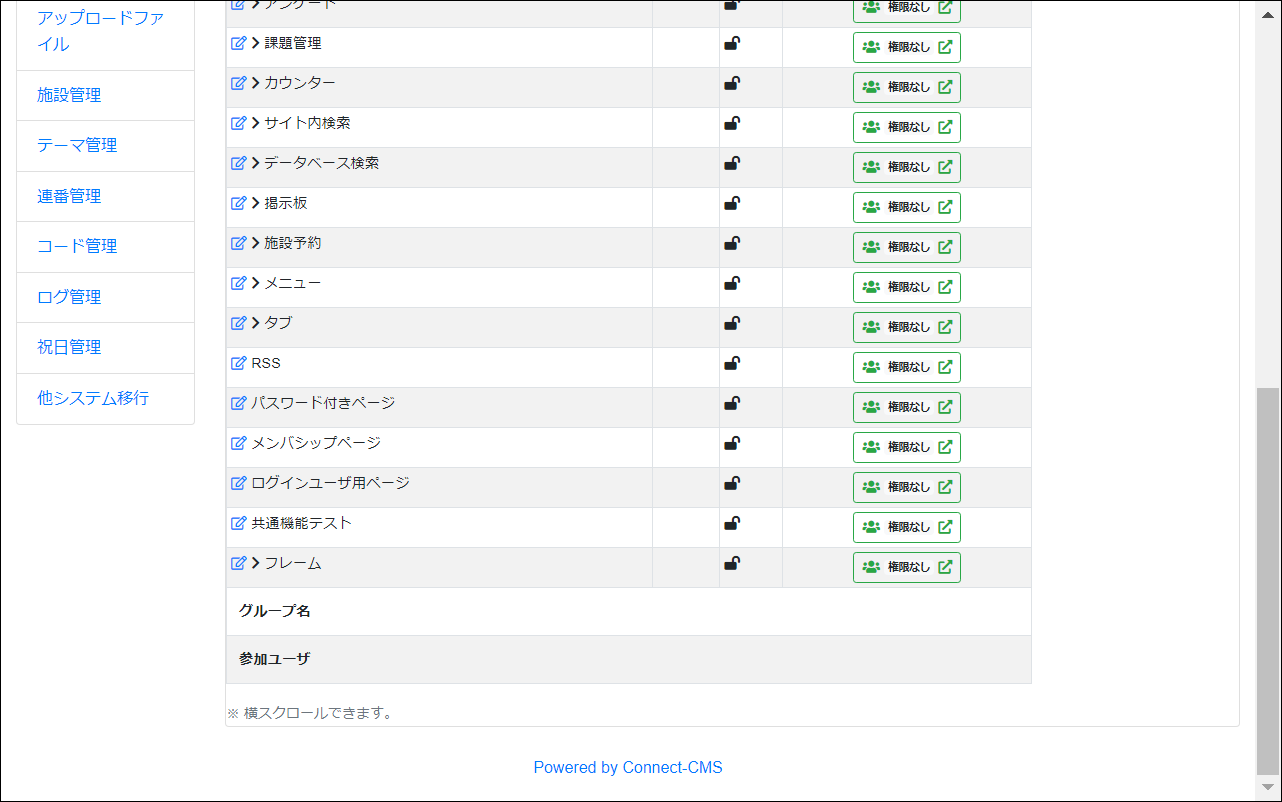 アップロードファ
イル
施設管理
テーマ管理
連番管理
コード管理
ログ管理
祝日管理
他システム移行
アンケート 権限なし
課題管理 権限なし
カウンター 権限なし
サイト内検索 権限なし
データベース検索 権限なし
掲示板 権限なし
施設予約 権限なし
メニュー 権限なし
タブ 権限なし
RSS 権限なし
パスワード付きページ 権限なし
メンバシップページ 権限なし
ログインユーザ用ページ 権限なし
共通機能テスト 権限なし
フレーム 権限なし
グループ名
参加ユーザ
※ 横スクロールできます。
Powered by Connect-CMS